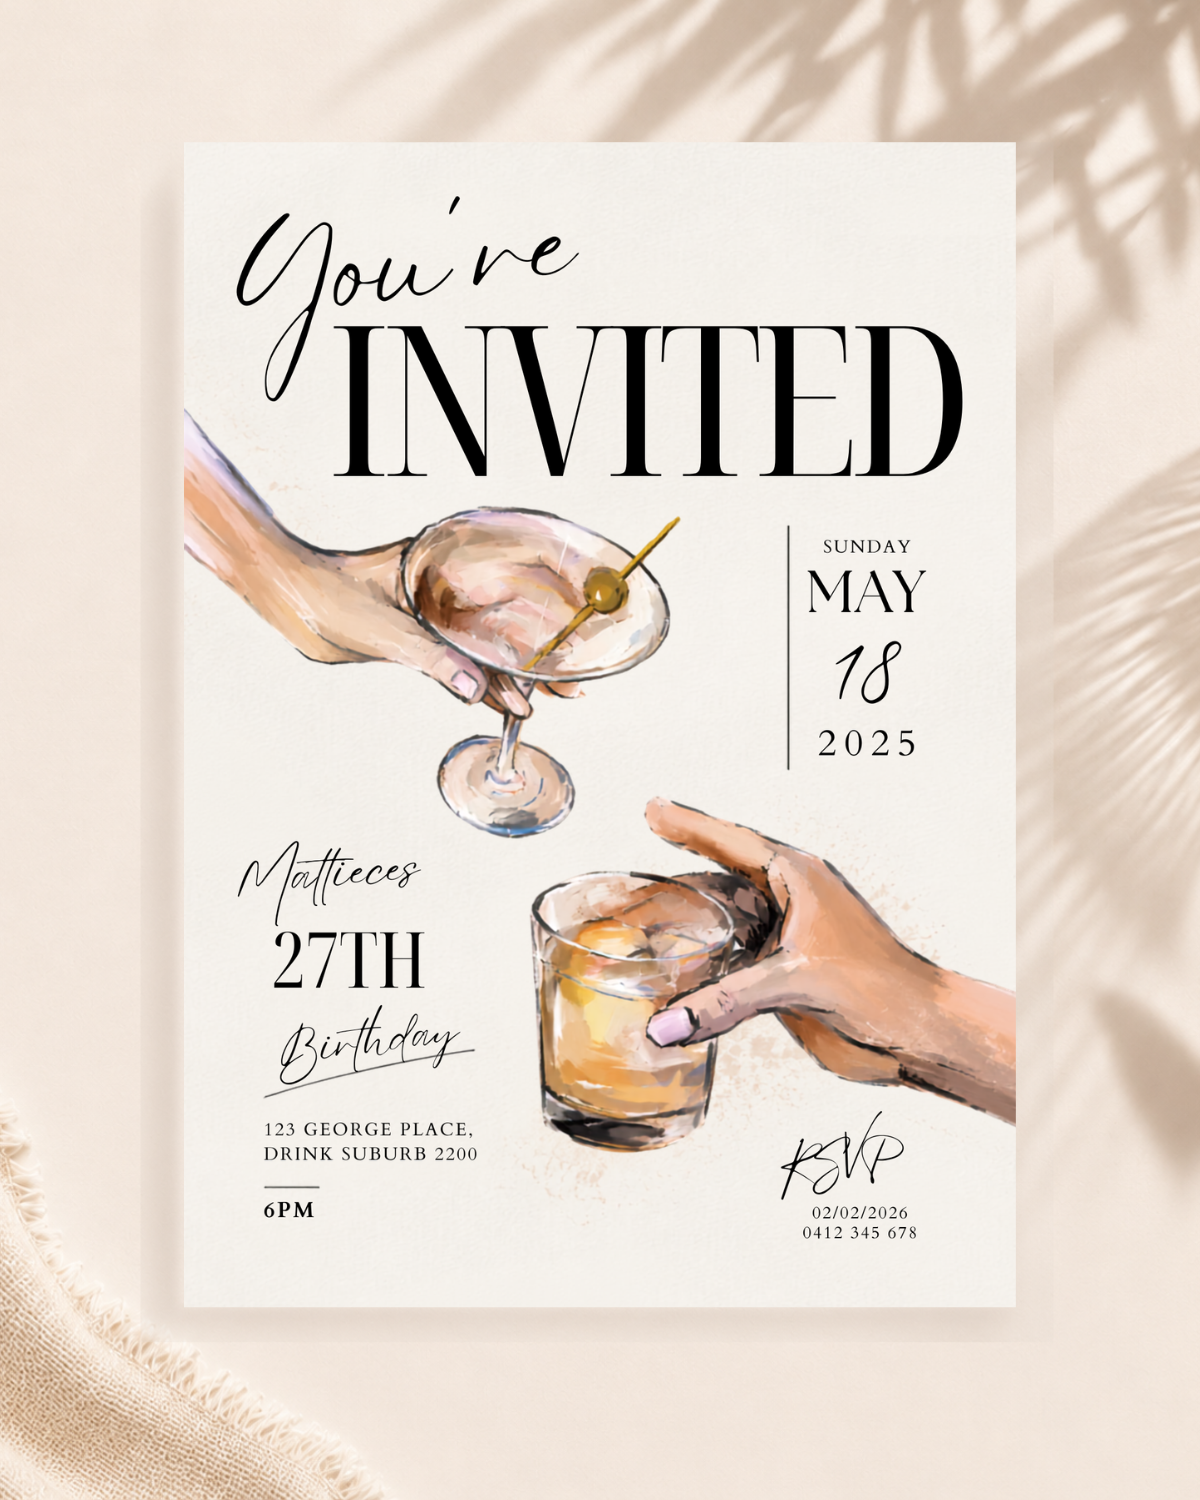 You're
INVITED
SUNDAY
MAY
18
2025
Mattieces
27TH
Birthday
123 GEORGE PLACE,
DRINK SUBURB 2200
6PM
RSVP
02/02/2026
0412 345 678